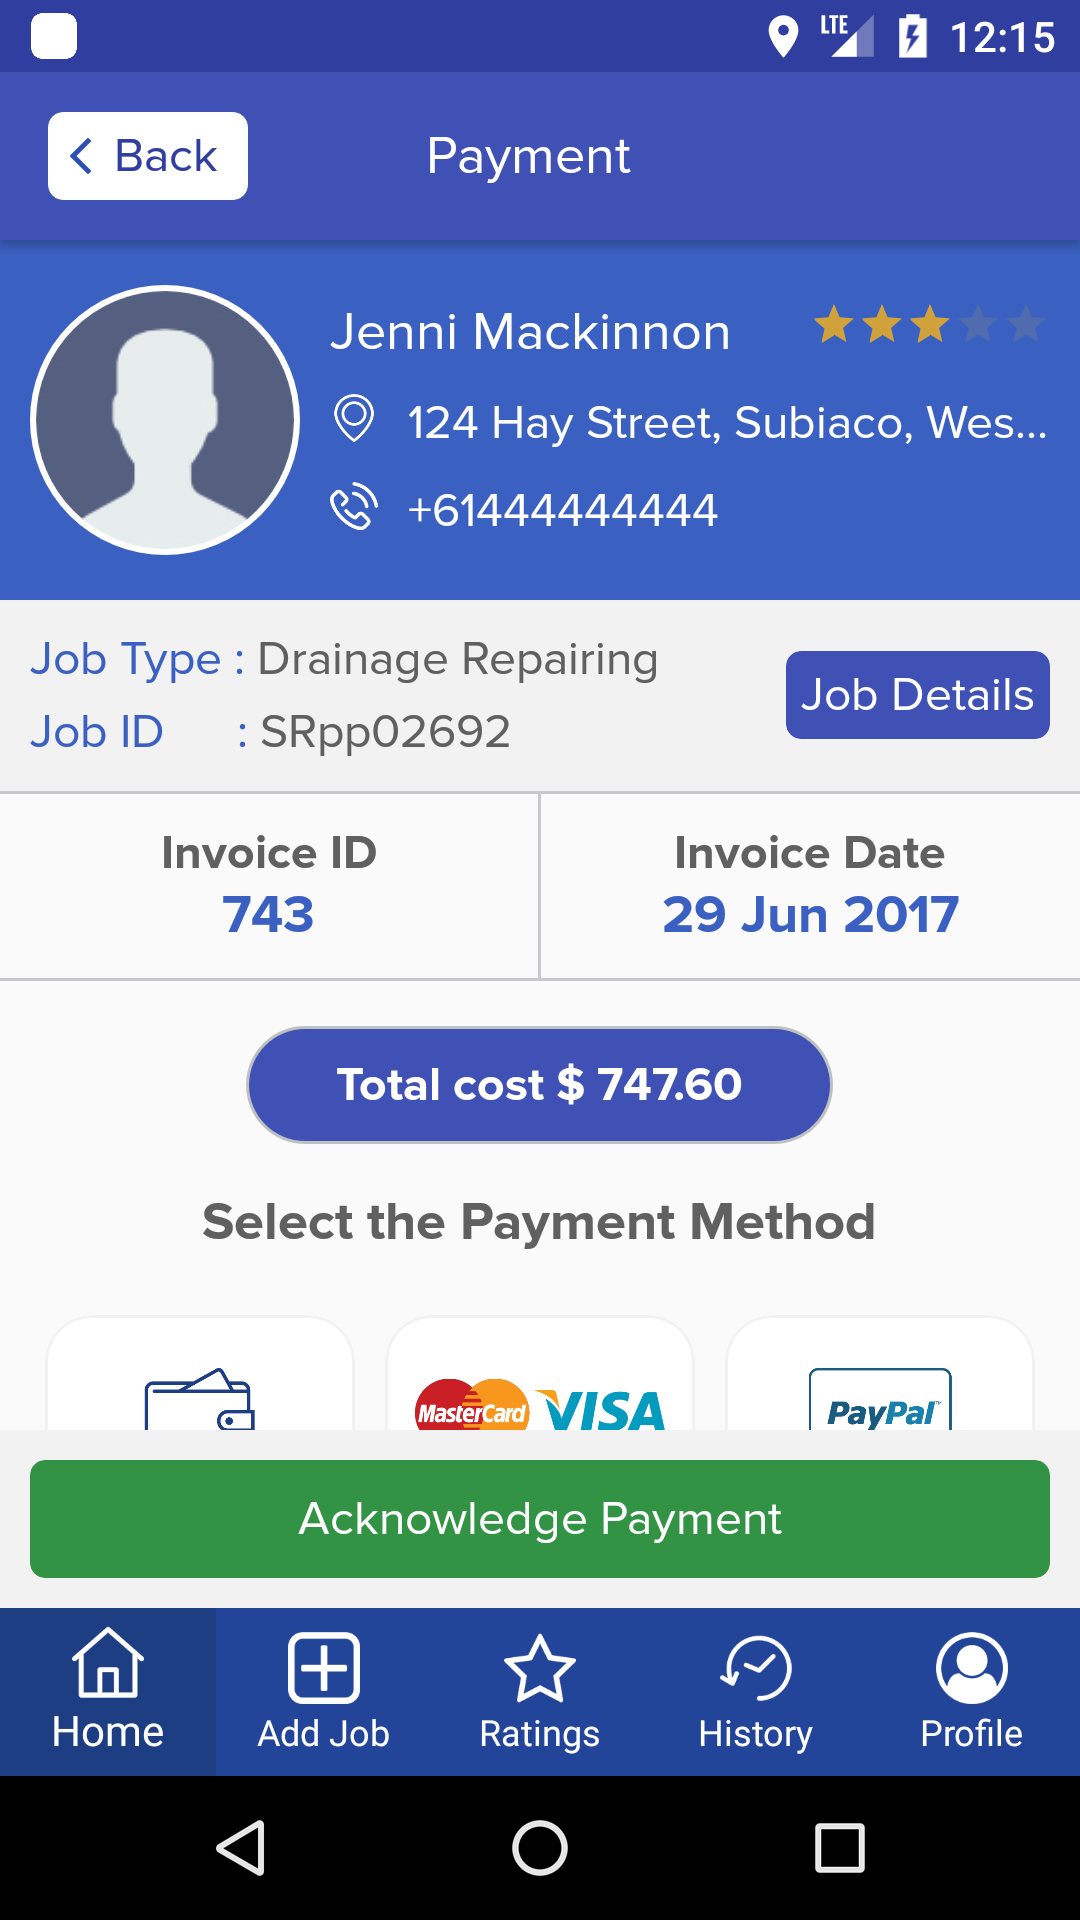 LTE 12:15
Back Payment
Jenni Mackinnon
124 Hay Street, Subiaco, Wes...
+61444444444
Job Type : Drainage Repairing
Job ID : SRpp02692
Job Details
Invoice ID
743
Invoice Date
29 Jun 2017
Total cost $ 747.60
Select the Payment Method
MasterCard VISA
PayPal™
Acknowledge Payment
Home Add Job Ratings History Profile